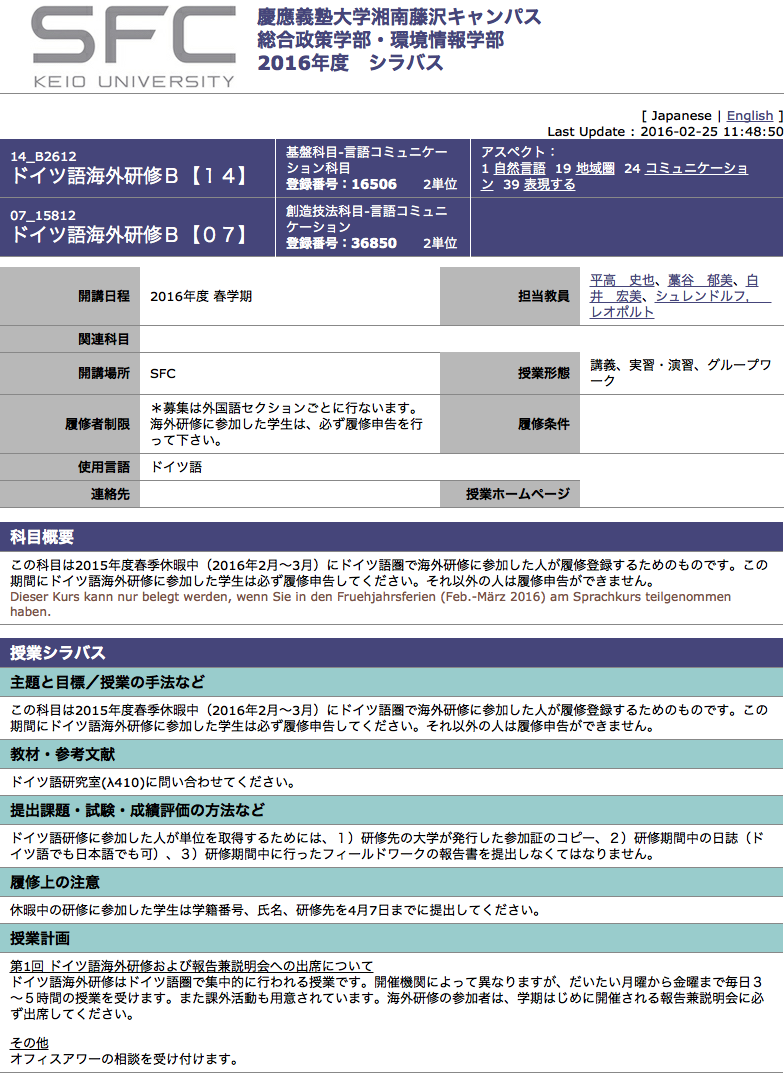 SFC
KEIO UNIVERSITY
慶應義塾大学湘南藤沢キャンパス
総合政策学部・環境情報学部
2016年度　シラバス
[ Japanese | English ]
Last Update : 2016-02-25 11:48:50
14_B2612
ドイツ語海外研修Ｂ【１４】
基盤科目-言語コミュニケー
ション科目
登録番号：16506　　2単位
アスペクト：
1 自然言語 19 地域圏 24 コミュニケーショ
ン 39 表現する
07_15812
ドイツ語海外研修Ｂ【０７】
創造技法科目-言語コミュニ
ケーション
登録番号：36850　　2単位
開講日程
2016年度 春学期
担当教員
平高　史也、藁谷　郁美、白
井　宏美、シュレンドルフ,
レオポルト
関連科目
開講場所
SFC
授業形態
講義、実習・演習、グループワ
ーク
履修者制限
＊募集は外国語セクションごとに行ないます。
海外研修に参加した学生は、必ず履修申告を行
って下さい。
履修条件
使用言語
ドイツ語
連絡先
授業ホームページ
科目概要
この科目は2015年度春季休暇中（2016年2月～3月）にドイツ語圏で海外研修に参加した人が履修登録するためのものです。この
期間にドイツ語海外研修に参加した学生は必ず履修申告してください。それ以外の人は履修申告ができません。
Dieser Kurs kann nur belegt werden, wenn Sie in den Fruehjahrsferien (Feb.-März 2016) am Sprachkurs teilgenommen
haben.
授業シラバス
主題と目標／授業の手法など
この科目は2015年度春季休暇中（2016年2月～3月）にドイツ語圏で海外研修に参加した人が履修登録するためのものです。この
期間にドイツ語海外研修に参加した学生は必ず履修申告してください。それ以外の人は履修申告ができません。
教材・参考文献
ドイツ語研究室(λ410)に問い合わせてください。
提出課題・試験・成績評価の方法など
ドイツ語研修に参加した人が単位を取得するためには、１）研修先の大学が発行した参加証のコピー、２）研修期間中の日誌（ド
イツ語でも日本語でも可）、３）研修期間中に行ったフィールドワークの報告書を提出しなくてはなりません。
履修上の注意
休暇中の研修に参加した学生は学籍番号、氏名、研修先を4月7日までに提出してください。
授業計画
第1回 ドイツ語海外研修および報告兼説明会への出席について
ドイツ語海外研修はドイツ語圏で集中的に行われる授業です。開催機関によって異なりますが、だいたい月曜から金曜まで毎日３
～５時間の授業を受けます。また課外活動も用意されています。海外研修の参加者は、学期はじめに開催される報告兼説明会に必
ず出席してください。
その他
オフィスアワーの相談を受け付けます。